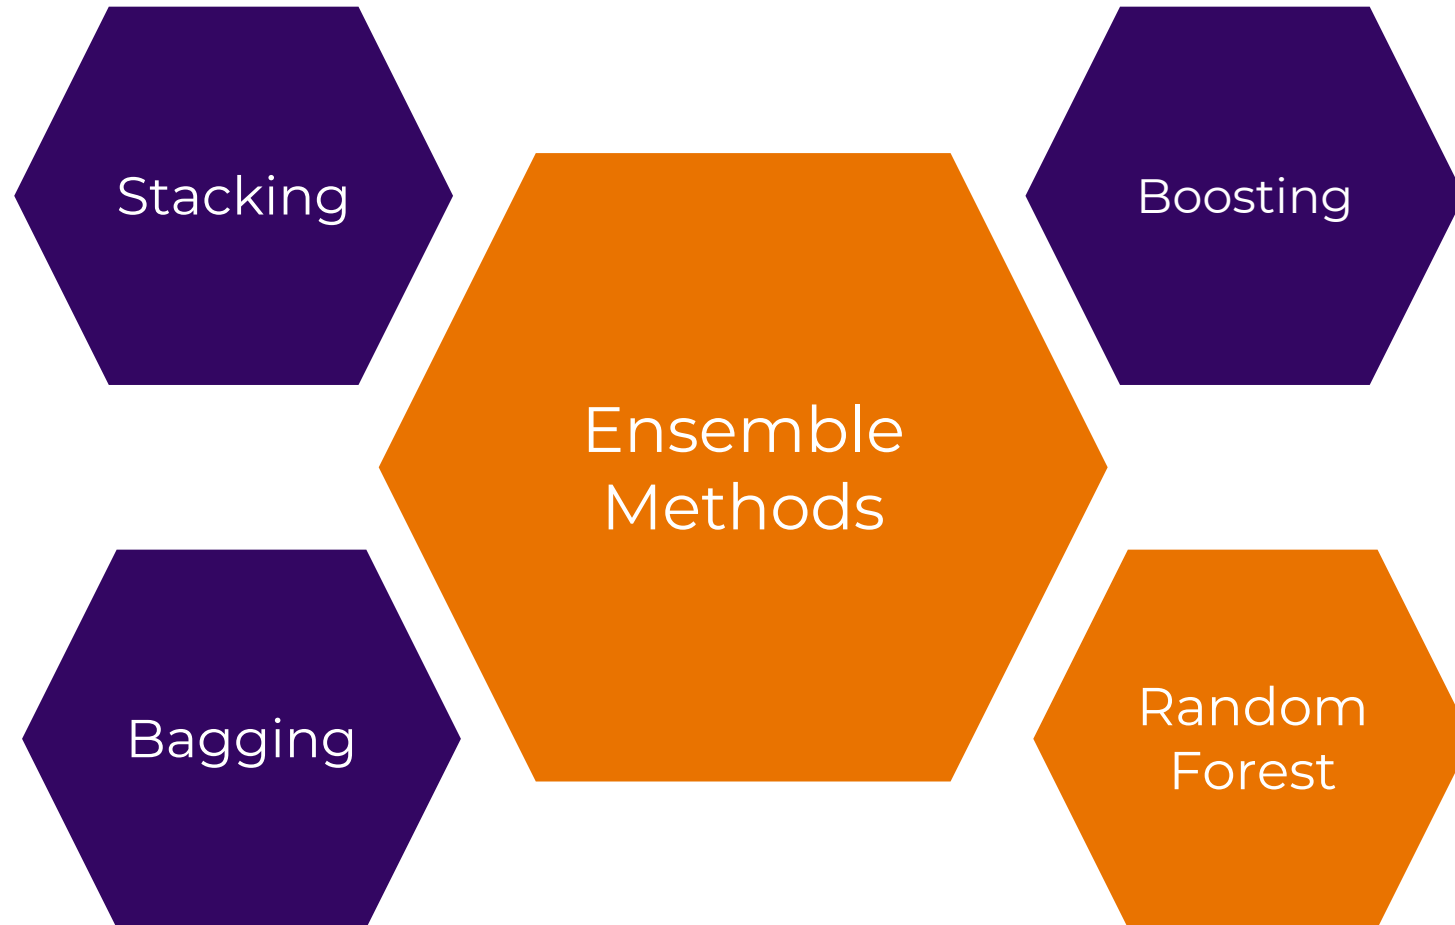 Stacking
Boosting
Ensemble
Methods
Bagging
Random
Forest